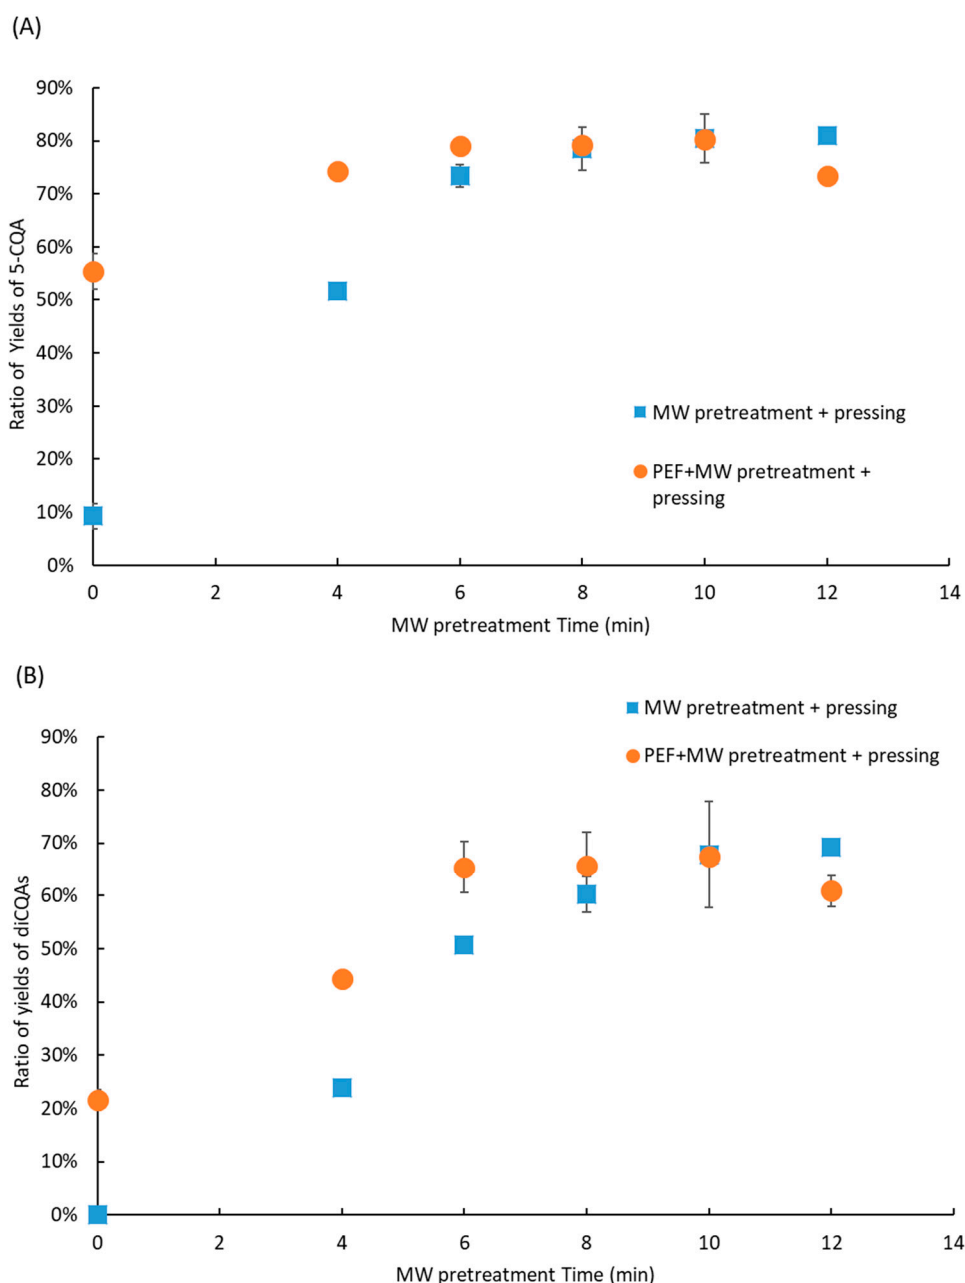 (A)
90%
80%
70%
60%
50%
40%
30%
20%
10%
0%
Ratio of Yields of 5-CQA
MW pretreatment + pressing
PEF+MW pretreatment +
pressing
0 2 4 6 8 10 12 14
MW pretreatment Time (min)
(B)
MW pretreatment + pressing
PEF+MW pretreatment + pressing
90%
80%
70%
60%
50%
40%
30%
20%
10%
0%
Ratio of yields of diCQAs
0 2 4 6 8 10 12 14
MW pretreatment Time (min)